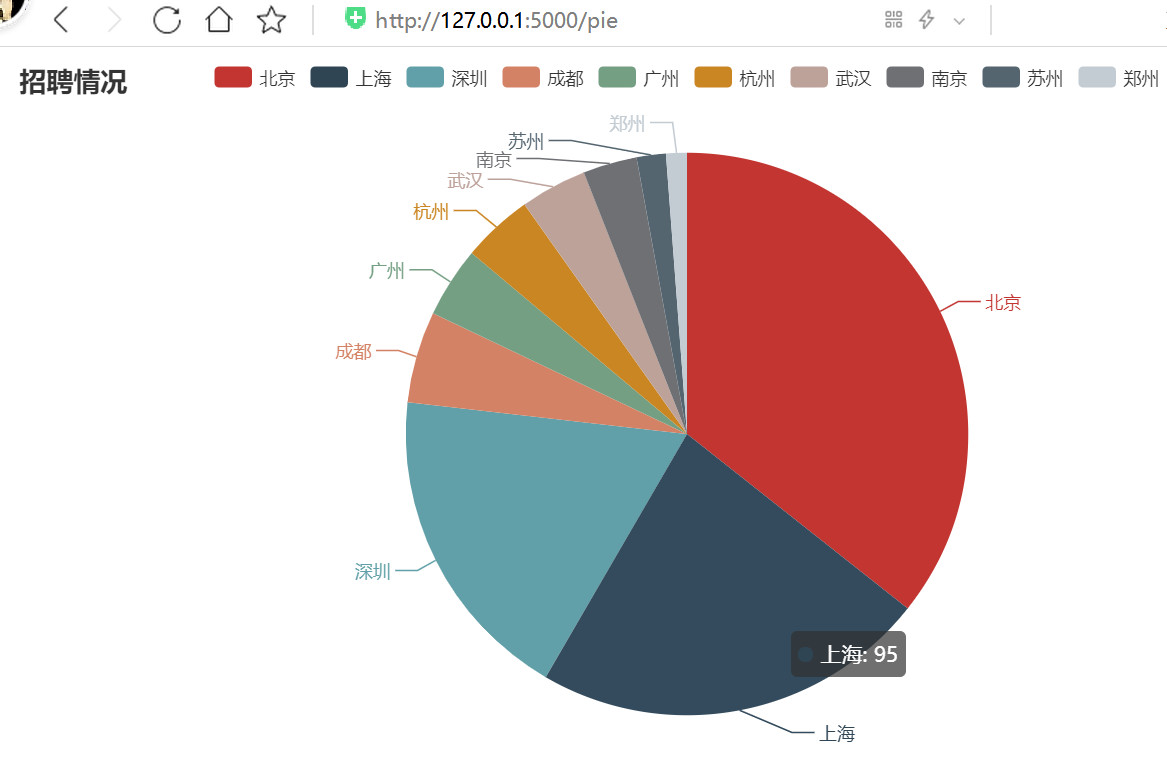 http://127.0.0.1:5000/pie
招聘情况
北京 上海 深圳 成都 广州 杭州 武汉 南京 苏州 郑州
郑州
苏州
南京
武汉
杭州
广州
北京
成都
深圳
上海: 95
上海